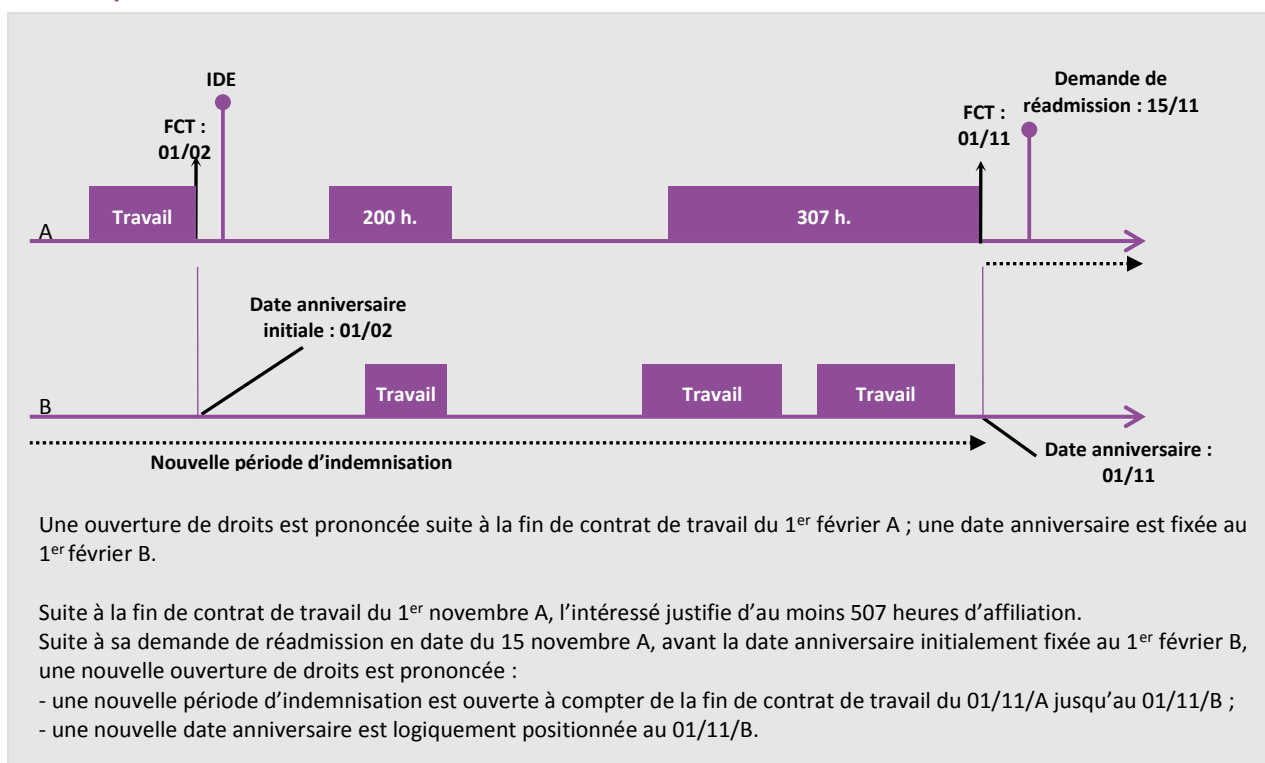 IDE
Demande de
réadmission : 15/11
FCT :
01/02
FCT :
01/11
Travail
200 h.
307 h.
A
Date anniversaire
initiale : 01/02
Travail
Travail
Travail
B
Nouvelle période d’indemnisation
Date anniversaire :
01/11
Une ouverture de droits est prononcée suite à la fin de contrat de travail du 1er février A ; une date anniversaire est fixée au
1er février B.
Suite à la fin de contrat de travail du 1er novembre A, l’intéressé justifie d’au moins 507 heures d’affiliation.
Suite à sa demande de réadmission en date du 15 novembre A, avant la date anniversaire initialement fixée au 1er février B,
une nouvelle ouverture de droits est prononcée :
- une nouvelle période d’indemnisation est ouverte à compter de la fin de contrat de travail du 01/11/A jusqu’au 01/11/B ;
- une nouvelle date anniversaire est logiquement positionnée au 01/11/B.